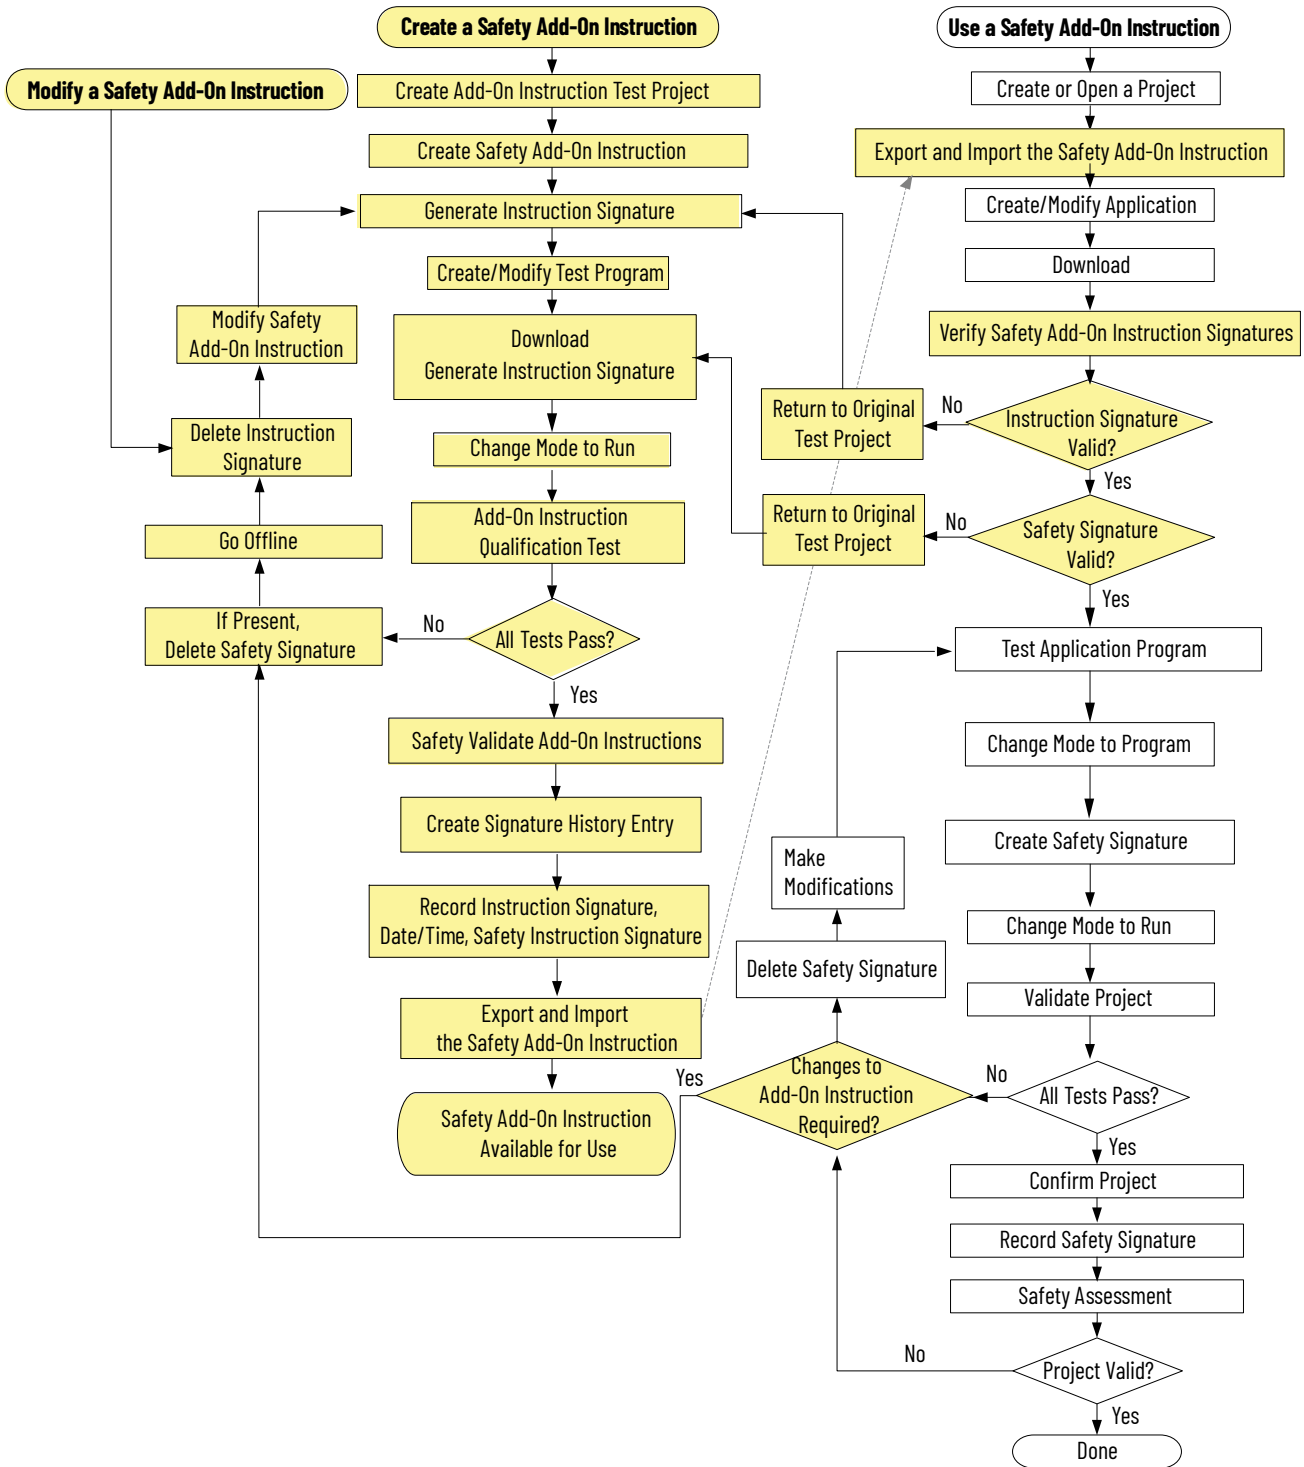 Create a Safety Add-On Instruction
Create Add-On Instruction Test Project
Create Safety Add-On Instruction
Generate Instruction Signature
Create/Modify Test Program
Download
Generate Instruction Signature
Change Mode to Run
Add-On Instruction
Qualification Test
All Tests Pass?
No
Yes
Safety Validate Add-On Instructions
Create Signature History Entry
Record Instruction Signature,
Date/Time, Safety Instruction Signature
Export and Import
the Safety Add-On Instruction
Safety Add-On Instruction
Available for Use
Modify a Safety Add-On Instruction
Modify Safety
Add-On Instruction
Delete Instruction
Signature
Go Offline
If Present,
Delete Safety Signature
Use a Safety Add-On Instruction
Create or Open a Project
Export and Import the Safety Add-On Instruction
Create/Modify Application
Download
Verify Safety Add-On Instruction Signatures
Instruction Signature
Valid?
No
Return to Original
Test Project
Yes
Safety Signature
Valid?
No
Return to Original
Test Project
Yes
Test Application Program
Change Mode to Program
Create Safety Signature
Change Mode to Run
Validate Project
All Tests Pass?
No
Changes to
Add-On Instruction
Required?
Yes
Delete Safety Signature
Make
Modifications
Yes
Confirm Project
Record Safety Signature
Safety Assessment
Project Valid?
No
Yes
Done